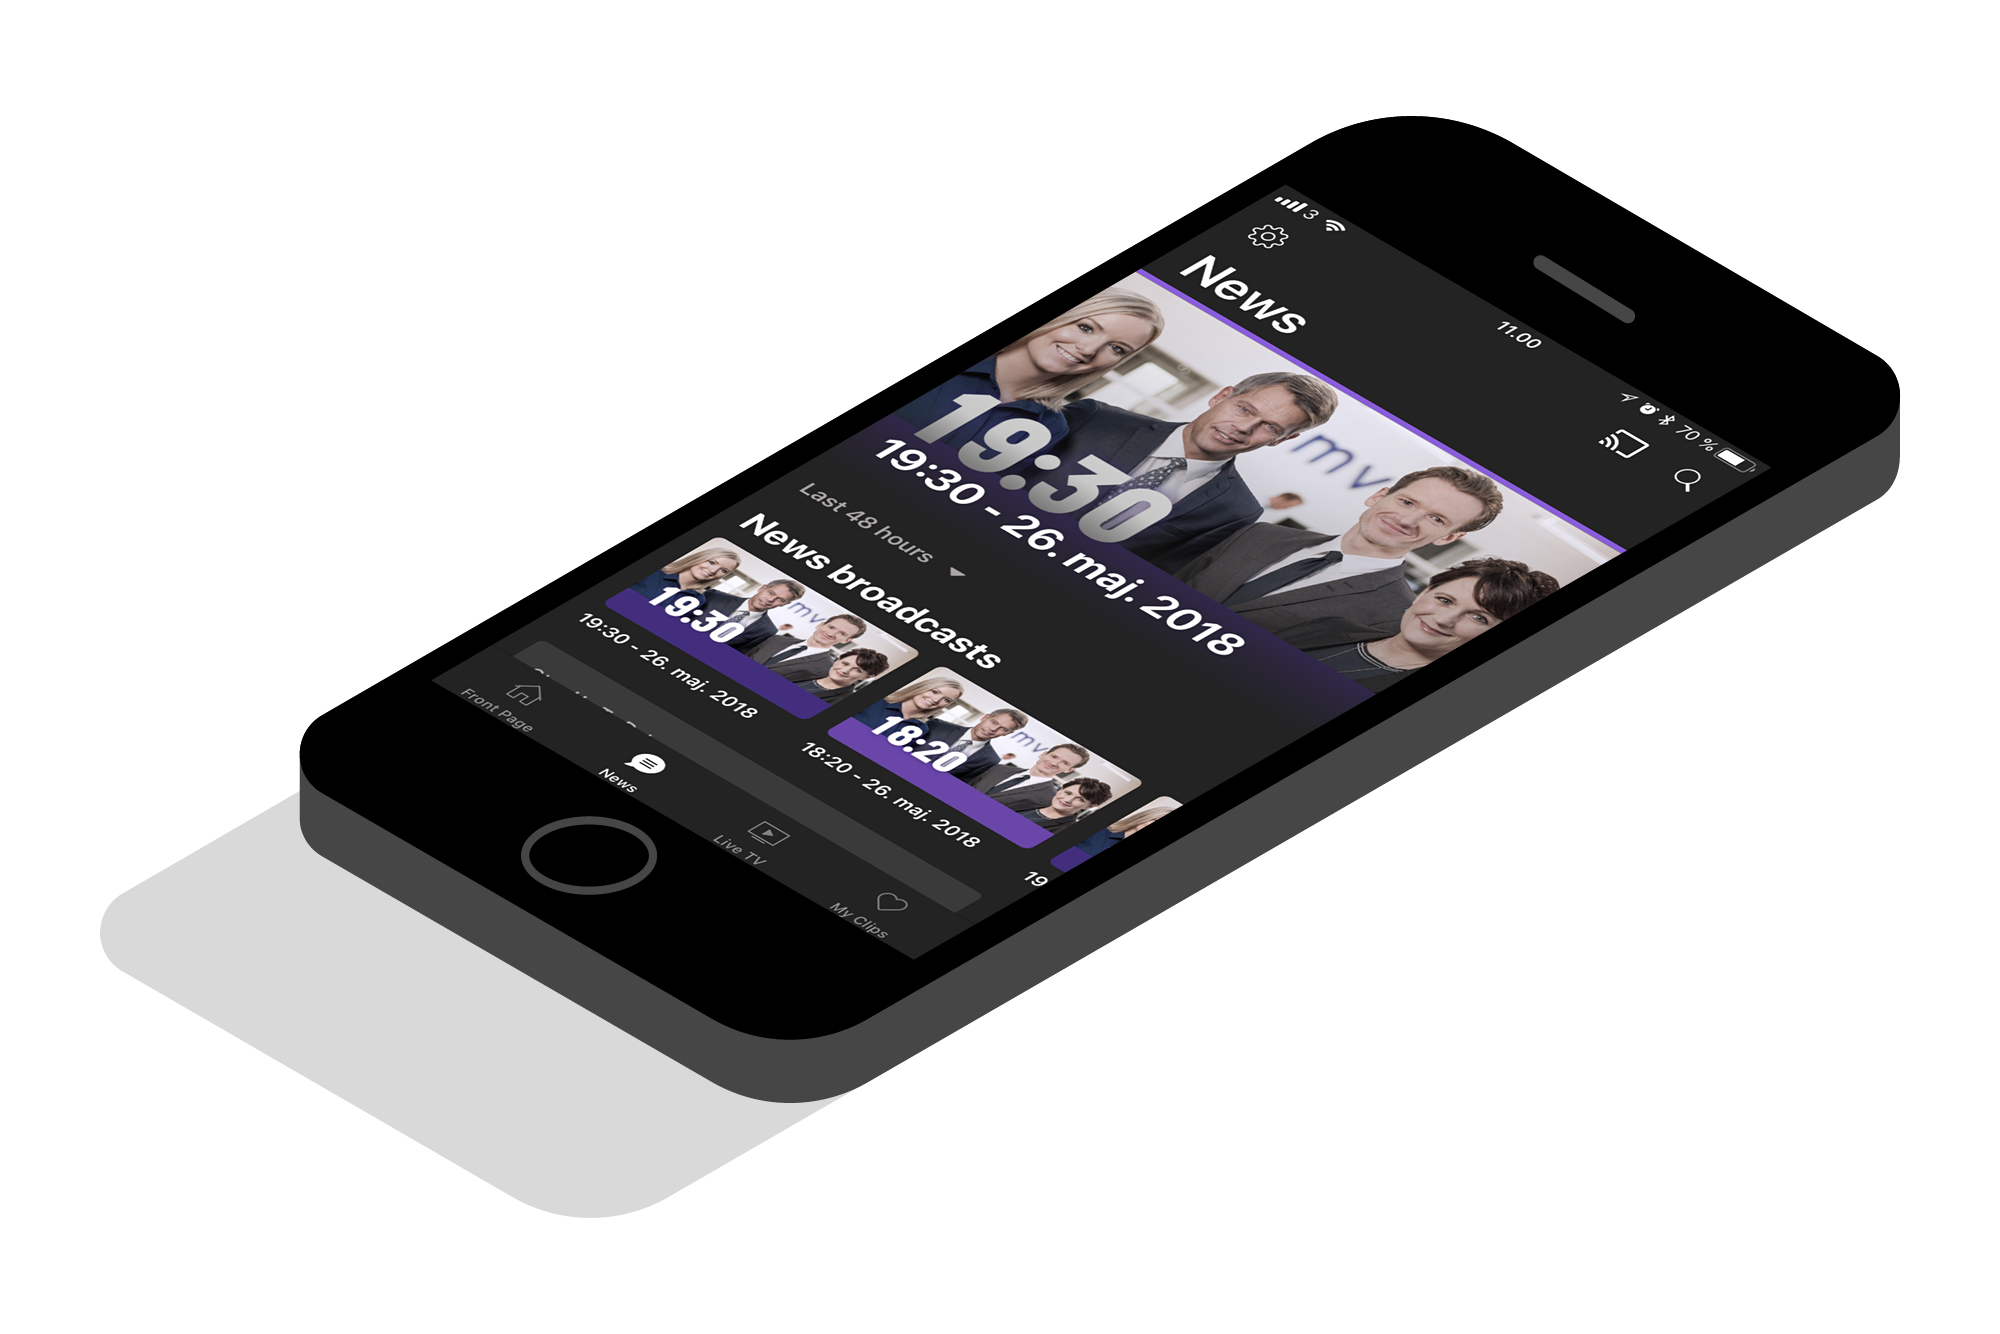 3
11.00
70 %
News
mv
19:30
19:30 - 26. maj. 2018
Last 48 hours
News broadcasts
mv
19:30
19:30 - 26. maj. 2018
mv
18:20
18:20 - 26. maj. 2018
19
Front Page
News
Live TV
My Clips